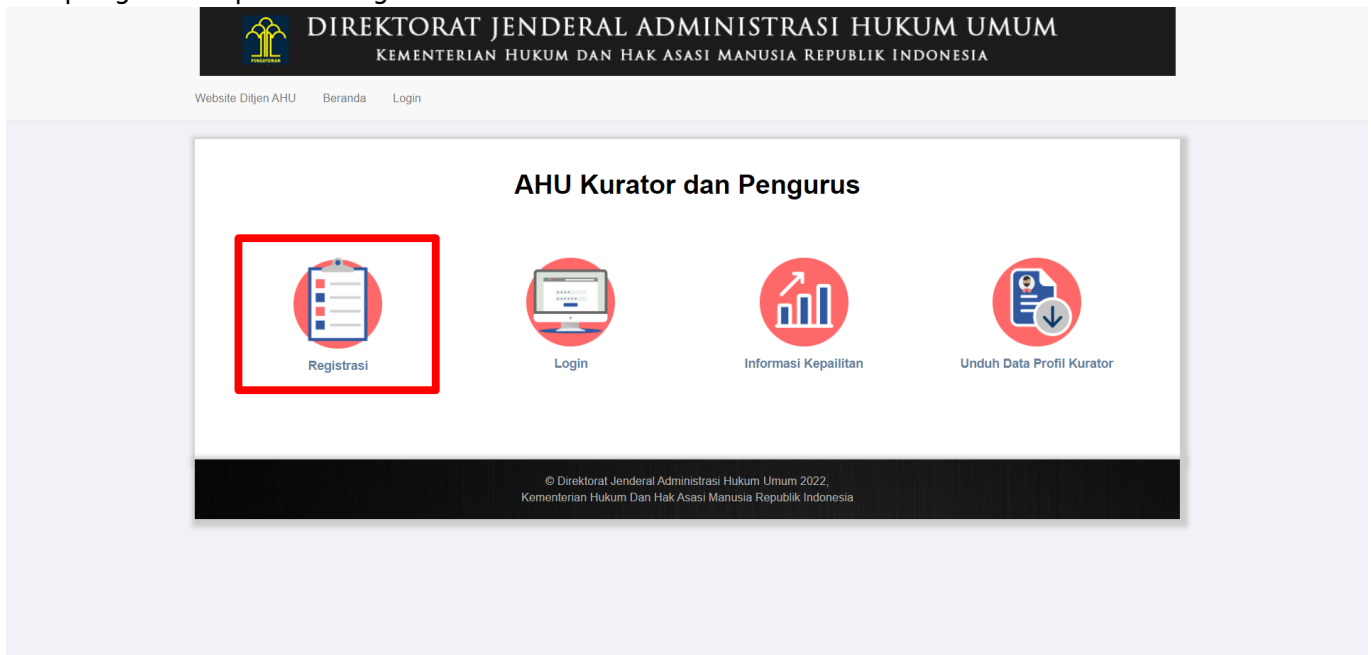 DIREKTORAT JENDERAL ADMINISTRASI HUKUM UMUM
KEMENTERIAN HUKUM DAN HAK ASASI MANUSIA REPUBLIK INDONESIA
PENGAYOMAN
Website Ditjen AHU Beranda Login
AHU Kurator dan Pengurus
Registrasi Login Informasi Kepailitan Unduh Data Profil Kurator
© Direktorat Jenderal Administrasi Hukum Umum 2022,
Kementerian Hukum Dan Hak Asasi Manusia Republik Indonesia